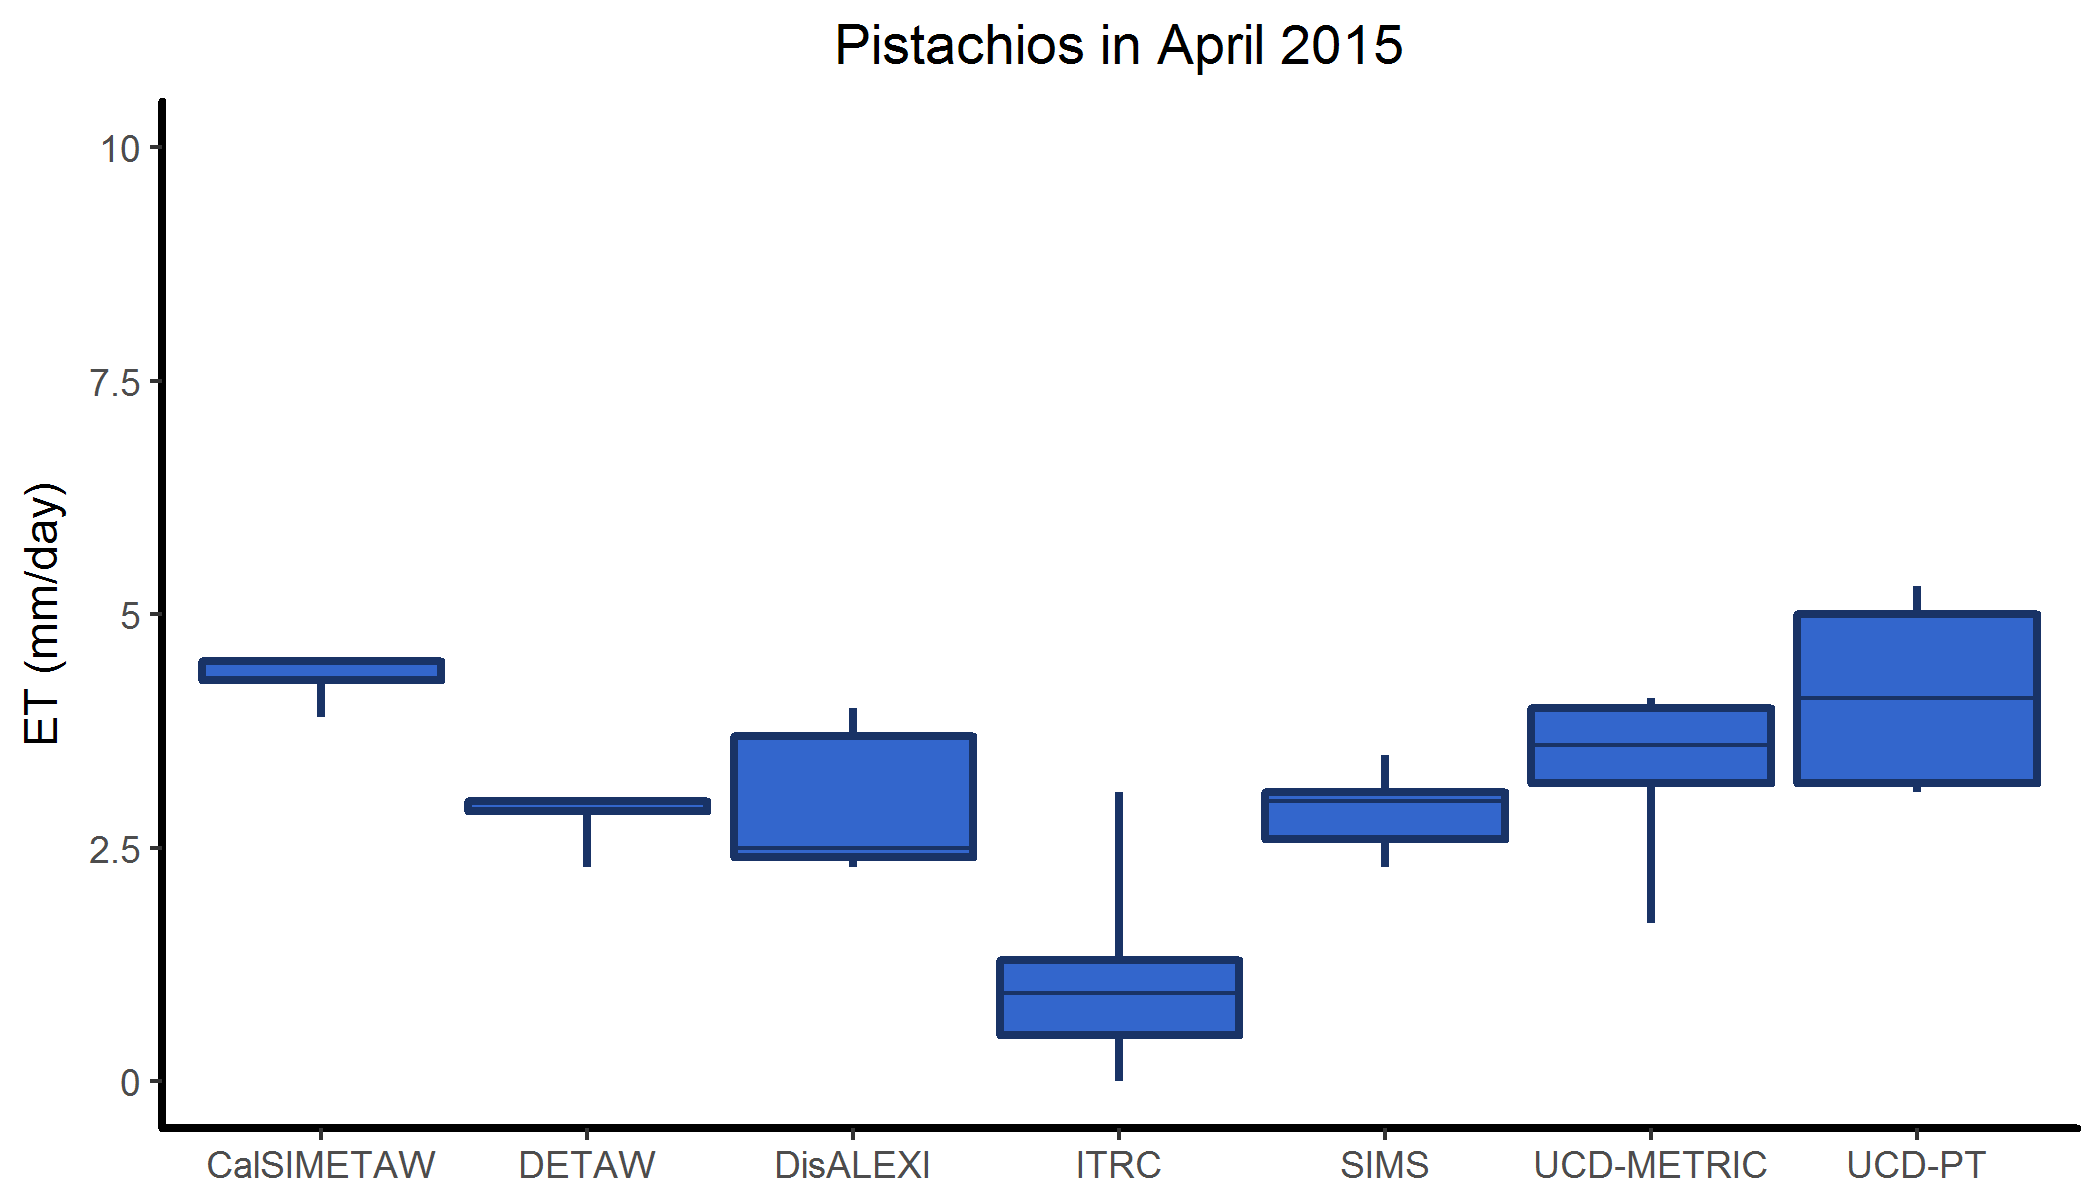 Pistachios in April 2015
ET (mm/day)
10
7.5
5
2.5
0
CalSIMETAW DETAW DisALEXI ITRC SIMS UCD-METRIC UCD-PT